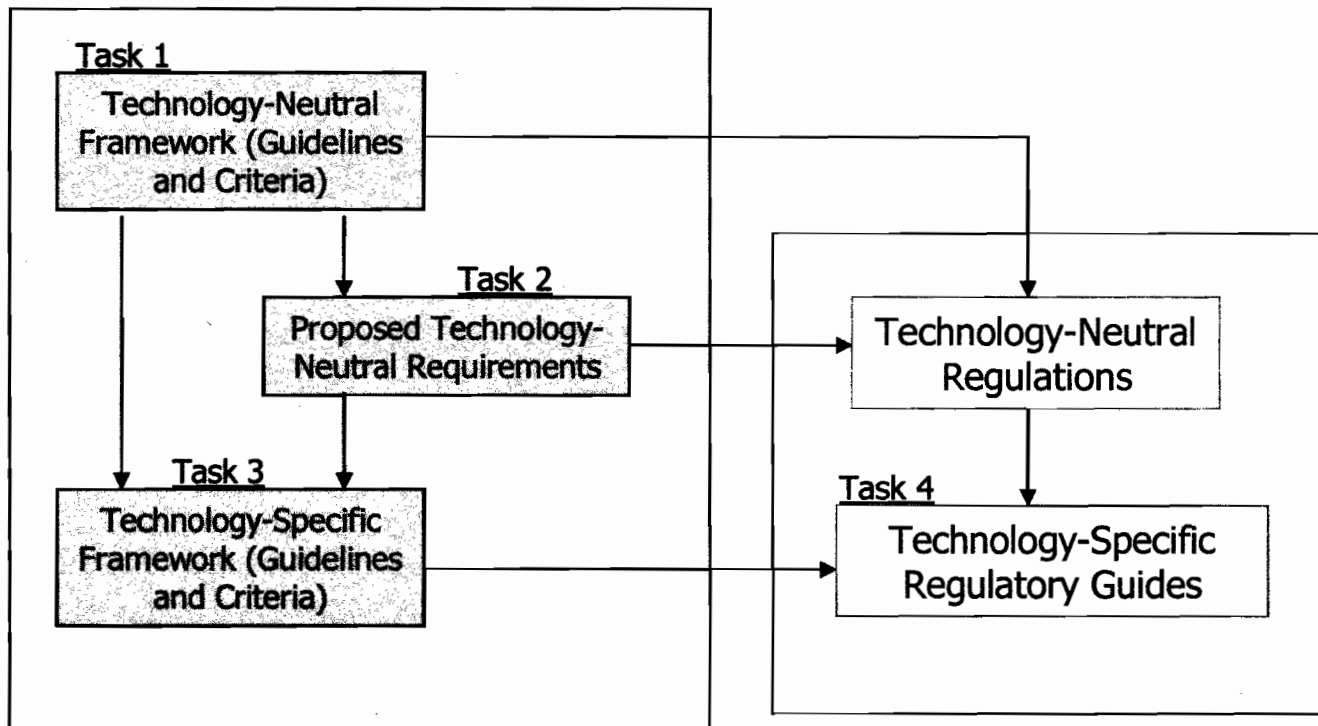 Task 1
Technology-Neutral
Framework (Guidelines
and Criteria)
Task 2
Proposed Technology-
Neutral Requirements
Task 3
Technology-Specific
Framework (Guidelines
and Criteria)
Technology-Neutral
Regulations
Task 4
Technology-Specific
Regulatory Guides